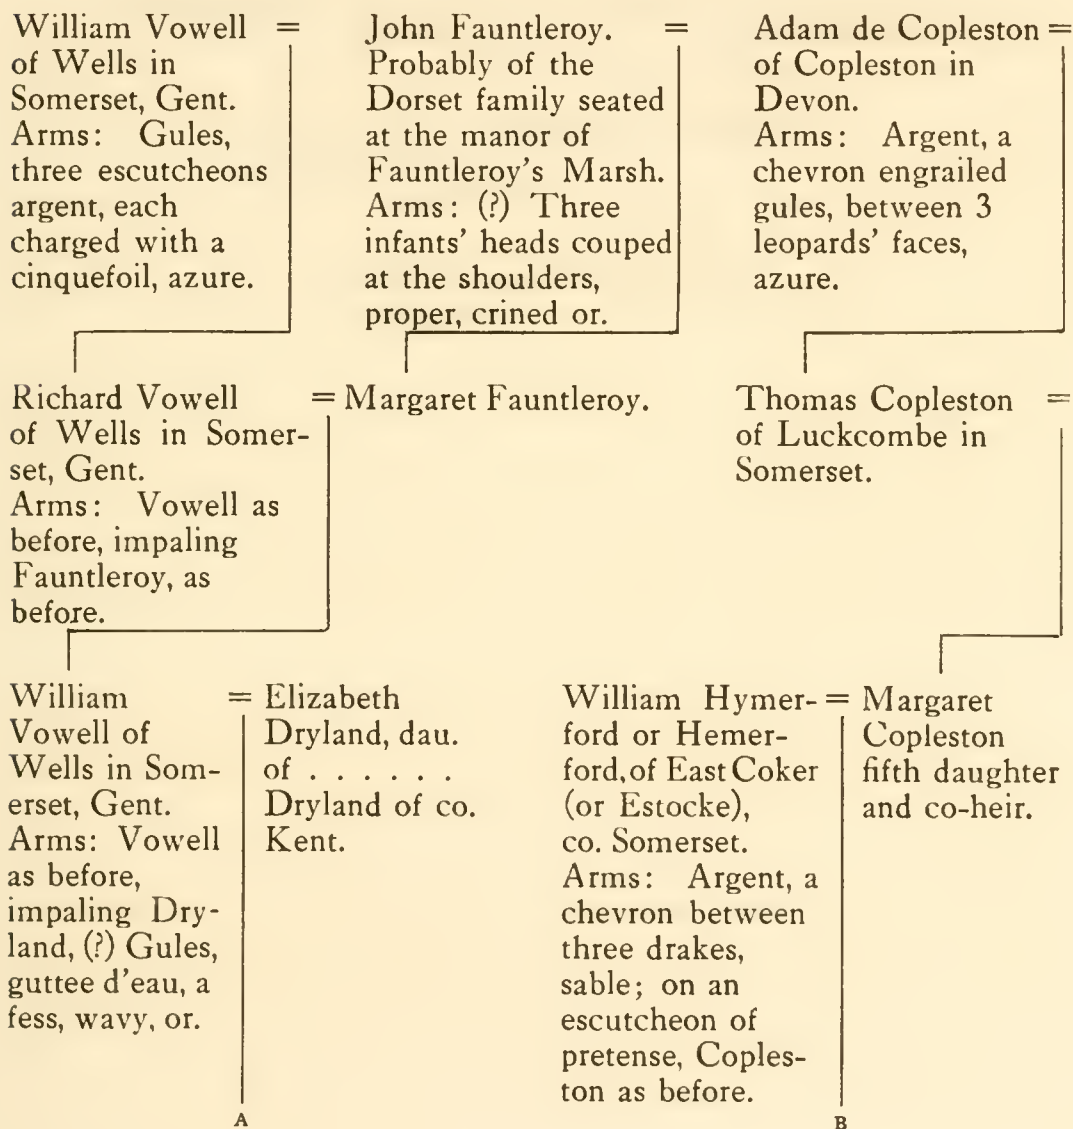 William Vowell =
of Wells in
Somerset, Gent.
Arms: Gules,
three escutcheons
argent, each
charged with a
cinquefoil, azure.
John Fauntleroy. =
Probably of the
Dorset family seated
at the manor of
Fauntleroy's Marsh.
Arms: (?) Three
infants' heads couped
at the shoulders,
proper, crined or.
Adam de Copleston =
of Copleston in
Devon.
Arms: Argent, a
chevron engrailed
gules, between 3
leopards' faces,
azure.
Richard Vowell
of Wells in Somer-
set, Gent.
Arms: Vowell as
before, impaling
Fauntleroy, as
before.
= Margaret Fauntleroy.
Thomas Copleston =
of Luckcombe in
Somerset.
William
Vowell of
Wells in Som-
erset, Gent.
Arms: Vowell
as before,
impaling Dry-
land, (?) Gules,
guttee d'eau, a
fess, wavy, or.
= Elizabeth
Dryland, dau.
of . . . . . .
Dryland of co.
Kent.
William Hymer-
ford or Hemer-
ford, of East Coker
(or Estocke),
co. Somerset.
Arms: Argent, a
chevron between
three drakes,
sable; on an
escutcheon of
pretense, Coples-
ton as before.
= Margaret
Copleston
fifth daughter
and co-heir.
A
B